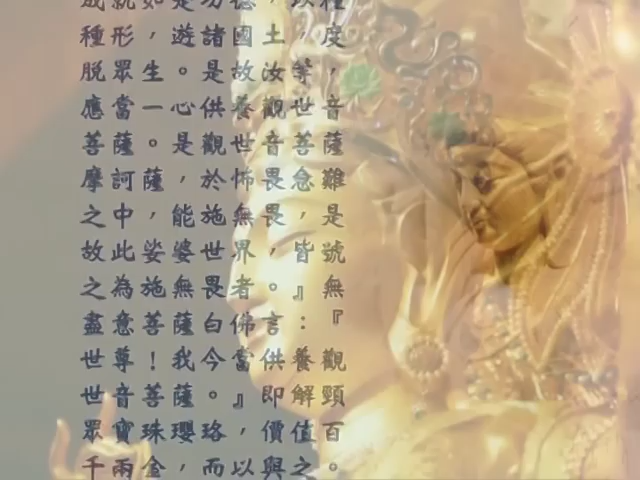 成就如是功德，以種
種形，遊諸國土，度
脫眾生。是故汝等，
應當一心供養觀世音
菩薩。是觀世音菩薩
摩訶薩，於怖畏急難
之中，能施無畏，是
故此娑婆世界，皆號
之為施無畏者。』無
盡意菩薩白佛言：『
世尊！我今當供養觀
世音菩薩。』即解頸
眾寶珠瓔珞，價值百
千兩金，而以與之。